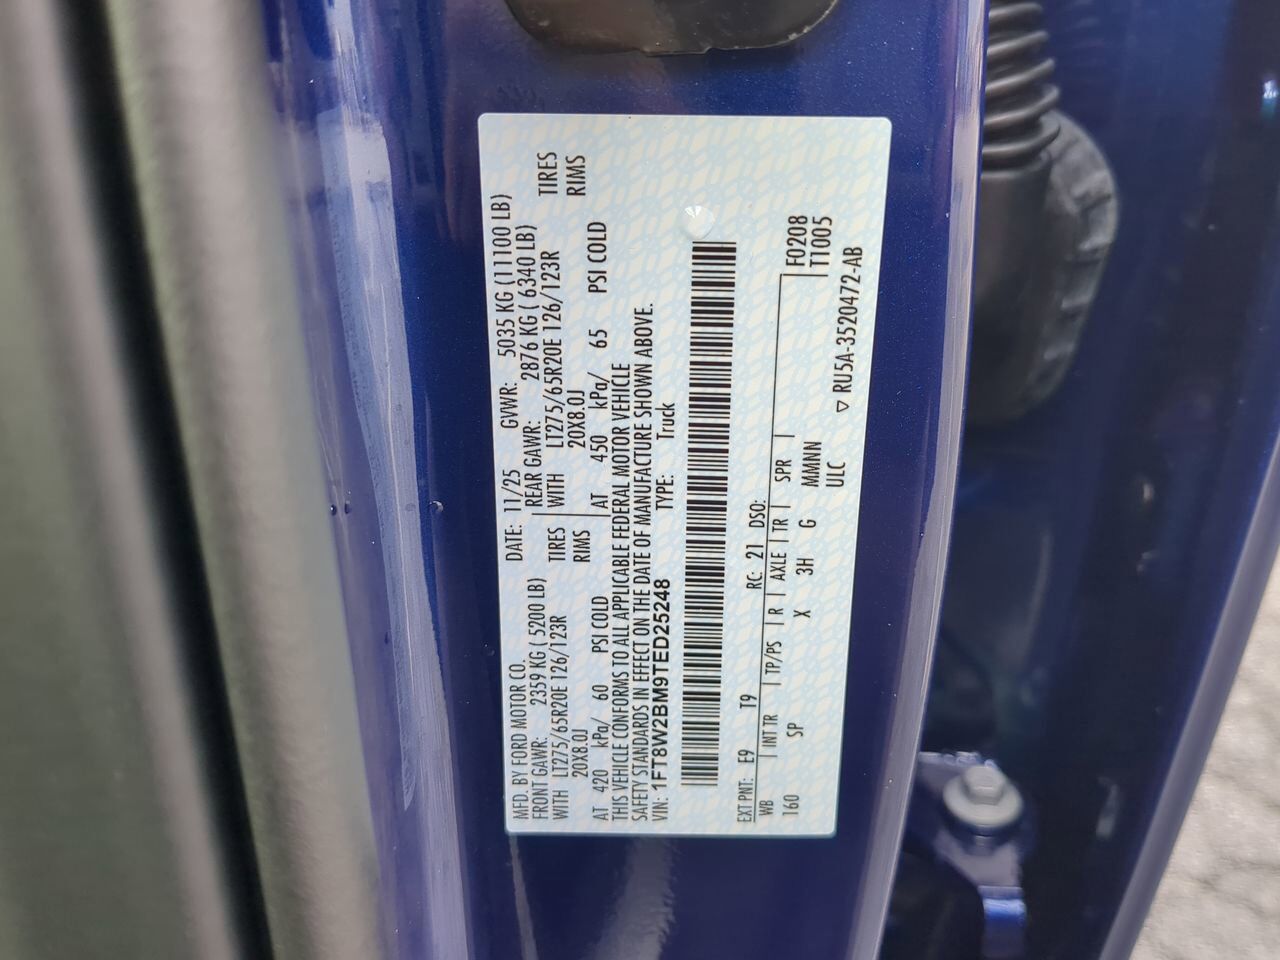 MFD. BY FORD MOTOR CO. DATE: 11/25 GVWR: 5035 KG (11100 LB)
FRONT GAWR: 2359 KG ( 5200 LB) REAR GAWR: 2876 KG ( 6340 LB)
WITH LT275/65R20E 126/123R TIRES WITH LT275/65R20E 126/123R TIRES
20X8.0J RIMS 20X8.0J RIMS
AT 420 kPa/ 60 PSI COLD AT 450 kPa/ 65 PSI COLD
THIS VEHICLE CONFORMS TO ALL APPLICABLE FEDERAL MOTOR VEHICLE
SAFETY STANDARDS IN EFFECT ON THE DATE OF MANUFACTURE SHOWN ABOVE.
VIN: 1FT8W2BM9TED25248 TYPE: Truck
EXT PNT: E9 T9 RC: 21 DSO:
WB INT TR TP/PS R AXLE TR SPR F0208
160 SP X 3H G MMNNN T1005
ULC
▽ RU5A-3520472-AB